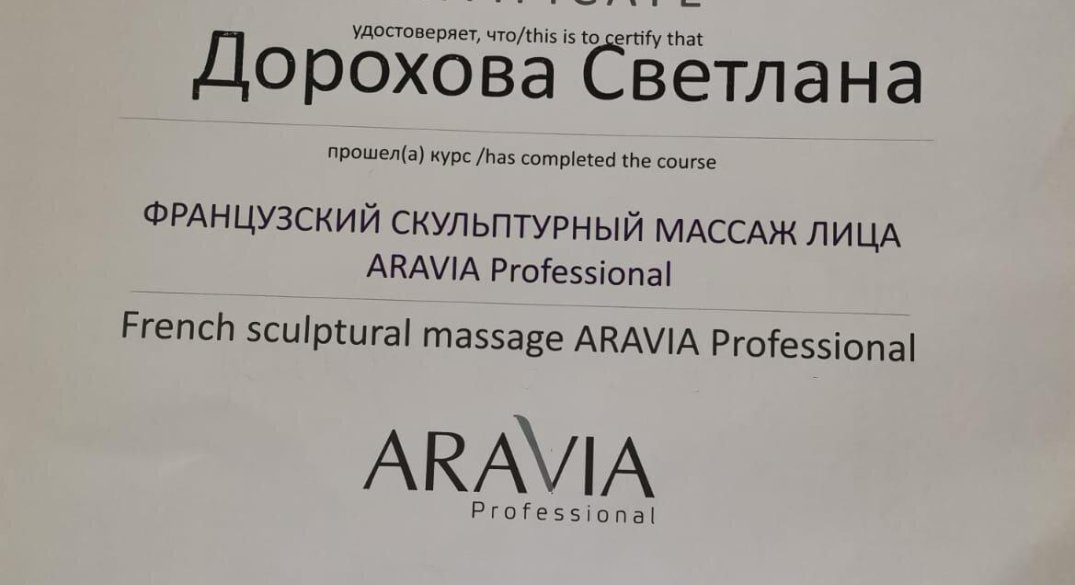 удостоверяет, что/this is to certify that
Дорохова Светлана
прошел(а) курс /has completed the course
ФРАНЦУЗСКИЙ СКУЛЬПТУРНЫЙ МАССАЖ ЛИЦА
ARAVIA Professional
French sculptural massage ARAVIA Professional
ARAVIA
Professional